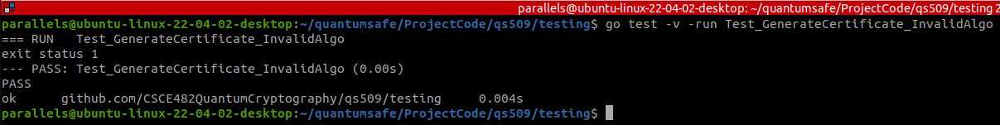 parallels@ubuntu-linux-22-04-02-desktop: ~/quantumsafe/ProjectCode/qs509/testing 2
parallels@ubuntu-linux-22-04-02-desktop:~/quantumsafe/ProjectCode/qs509/testing$ go test -v -run Test_GenerateCertificate_InvalidAlgo
=== RUN   Test_GenerateCertificate_InvalidAlgo
exit status 1
--- PASS: Test_GenerateCertificate_InvalidAlgo (0.00s)
PASS
ok      github.com/CSCE482QuantumCryptography/qs509/testing     0.004s
parallels@ubuntu-linux-22-04-02-desktop:~/quantumsafe/ProjectCode/qs509/testing$